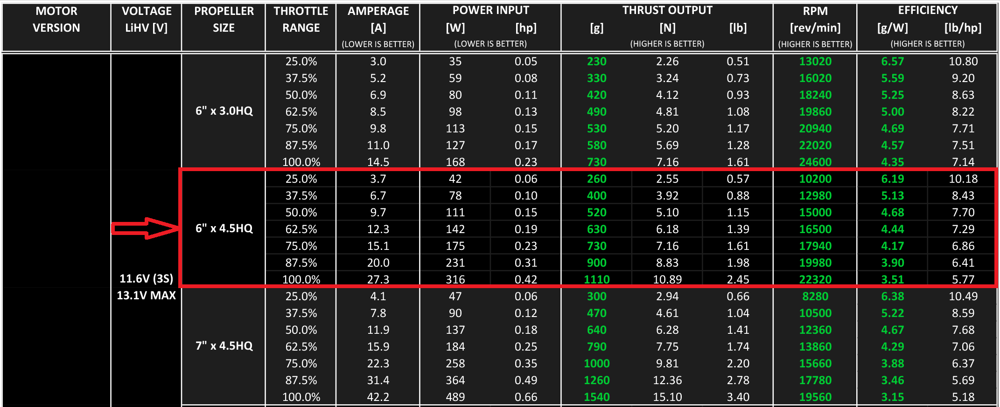 MOTOR VERSION VOLTAGE LiHV [V] PROPELLER SIZE THROTTLE RANGE AMPERAGE [A] (LOWER IS BETTER) POWER INPUT [W] [hp] (LOWER IS BETTER) THRUST OUTPUT [g] [N] [lb] (HIGHER IS BETTER) RPM [rev/min] (HIGHER IS BETTER) EFFICIENCY [g/W] [lb/hp] (HIGHER IS BETTER)
11.6V (3S)
13.1V MAX
6" x 3.0HQ
25.0% 3.0 35 0.05 230 2.26 0.51 13020 6.57 10.80
37.5% 5.2 59 0.08 330 3.24 0.73 16020 5.59 9.20
50.0% 6.9 80 0.11 420 4.12 0.93 18240 5.25 8.63
62.5% 8.5 98 0.13 490 4.81 1.08 19860 5.00 8.22
75.0% 9.8 113 0.15 530 5.20 1.17 20940 4.69 7.71
87.5% 11.0 127 0.17 580 5.69 1.28 22020 4.57 7.51
100.0% 14.5 168 0.23 730 7.16 1.61 24600 4.35 7.14
6" x 4.5HQ
25.0% 3.7 42 0.06 260 2.55 0.57 10200 6.19 10.18
37.5% 6.7 78 0.10 400 3.92 0.88 12980 5.13 8.43
50.0% 9.7 111 0.15 520 5.10 1.15 15000 4.68 7.70
62.5% 12.3 142 0.19 630 6.18 1.39 16500 4.44 7.29
75.0% 15.1 175 0.23 730 7.16 1.61 17940 4.17 6.86
87.5% 20.0 231 0.31 900 8.83 1.98 19980 3.90 6.41
100.0% 27.3 316 0.42 1110 10.89 2.45 22320 3.51 5.77
7" x 4.5HQ
25.0% 4.1 47 0.06 300 2.94 0.66 8280 6.38 10.49
37.5% 7.8 90 0.12 470 4.61 1.04 10500 5.22 8.59
50.0% 11.9 137 0.18 640 6.28 1.41 12360 4.67 7.68
62.5% 15.9 184 0.25 790 7.75 1.74 13860 4.29 7.06
75.0% 22.3 258 0.35 1000 9.81 2.20 15660 3.88 6.37
87.5% 31.4 364 0.49 1260 12.36 2.78 17780 3.46 5.69
100.0% 42.2 489 0.66 1540 15.10 3.40 19560 3.15 5.18